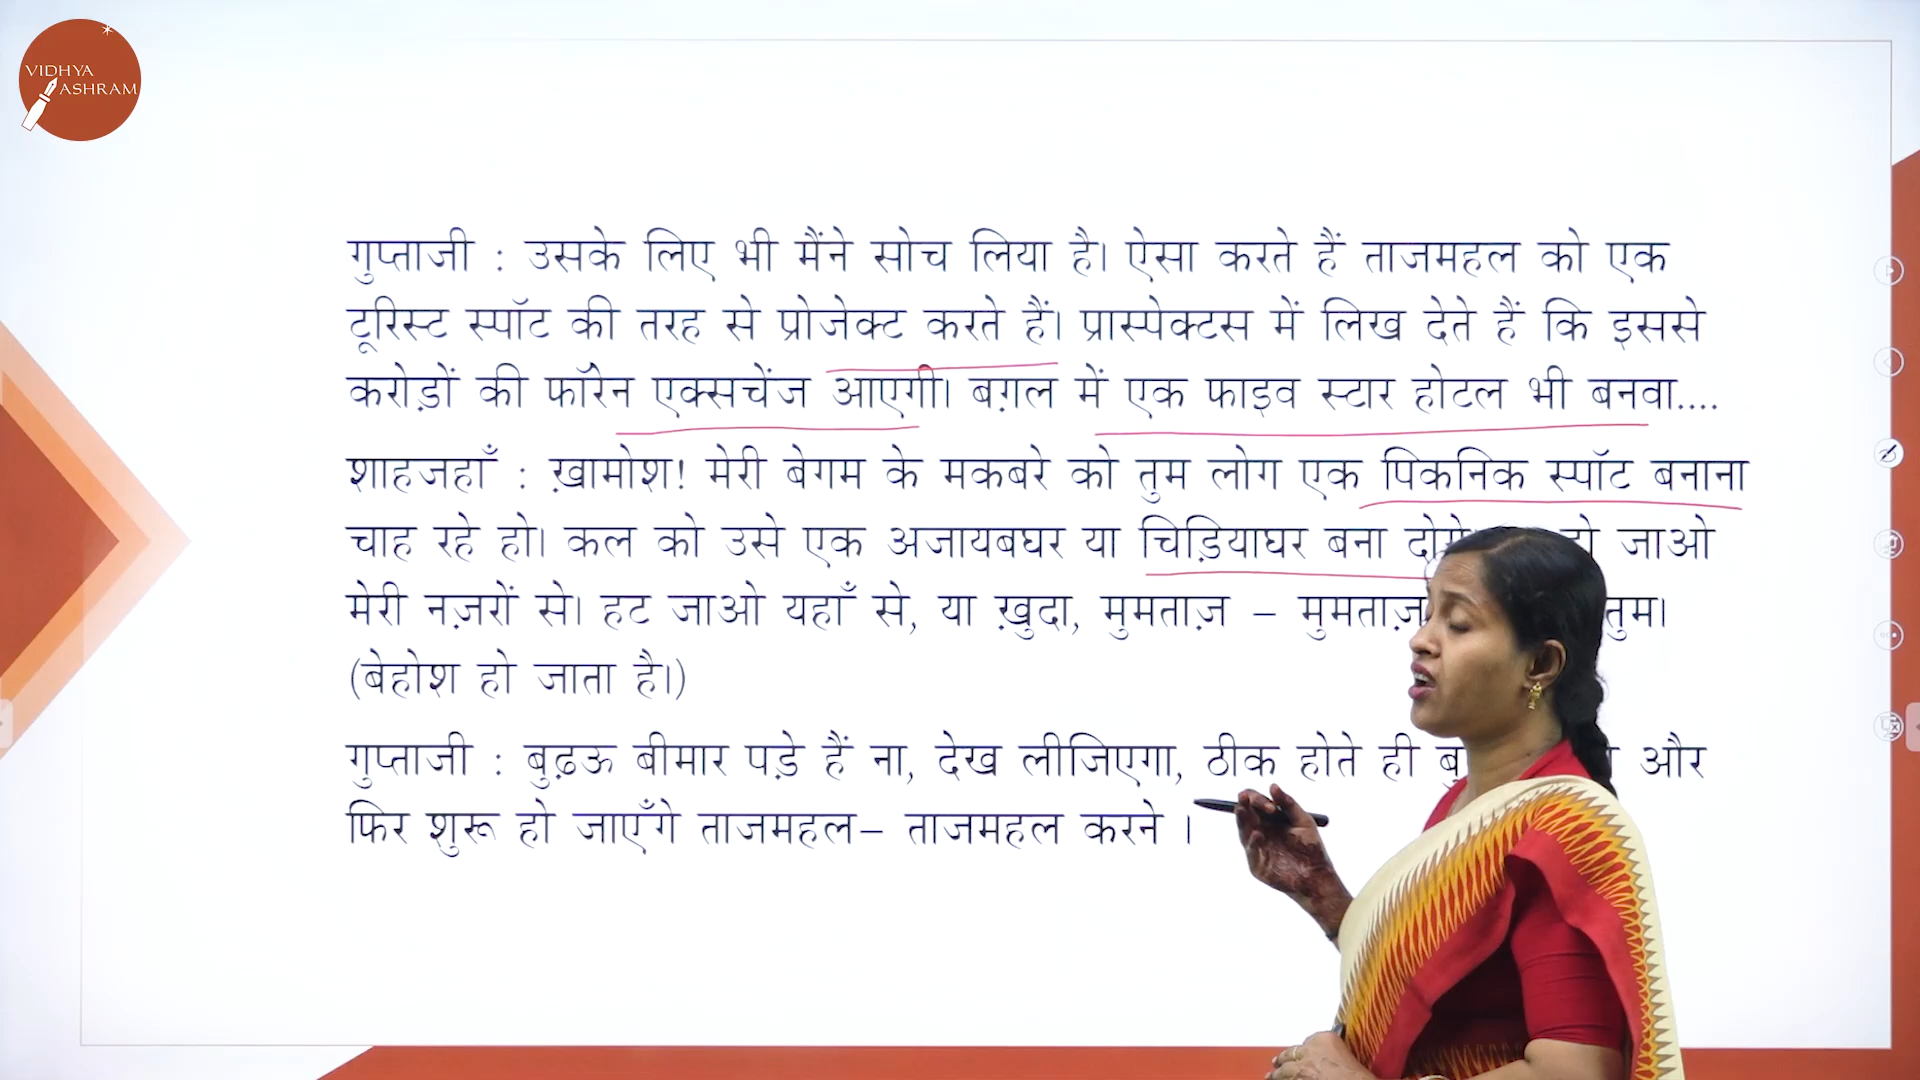 VIDHYA
ASHRAM
गुप्ताजी : उसके लिए भी मैंने सोच लिया है। ऐसा करते हैं ताजमहल को एक
टूरिस्ट स्पॉट की तरह से प्रोजेक्ट करते हैं। प्रास्पेक्टस में लिख देते हैं कि इससे
करोड़ों की फॉरेन एक्सचेंज आएगी। बग़ल में एक फाइव स्टार होटल भी बनवा....
शाहजहाँ : ख़ामोश! मेरी बेगम के मकबरे को तुम लोग एक पिकनिक स्पॉट बनाना
चाह रहे हो। कल को उसे एक अजायबघर या चिड़ियाघर बना जाओ
मेरी नज़रों से। हट जाओ यहाँ से, या ख़ुदा, मुमताज़ – मुमताज़ तुम।
(बेहोश हो जाता है।)
गुप्ताजी : बुढ़ऊ बीमार पड़े हैं ना, देख लीजिएगा, ठीक होते ही और
फिर शुरू हो जाएँगे ताजमहल– ताजमहल करने ।